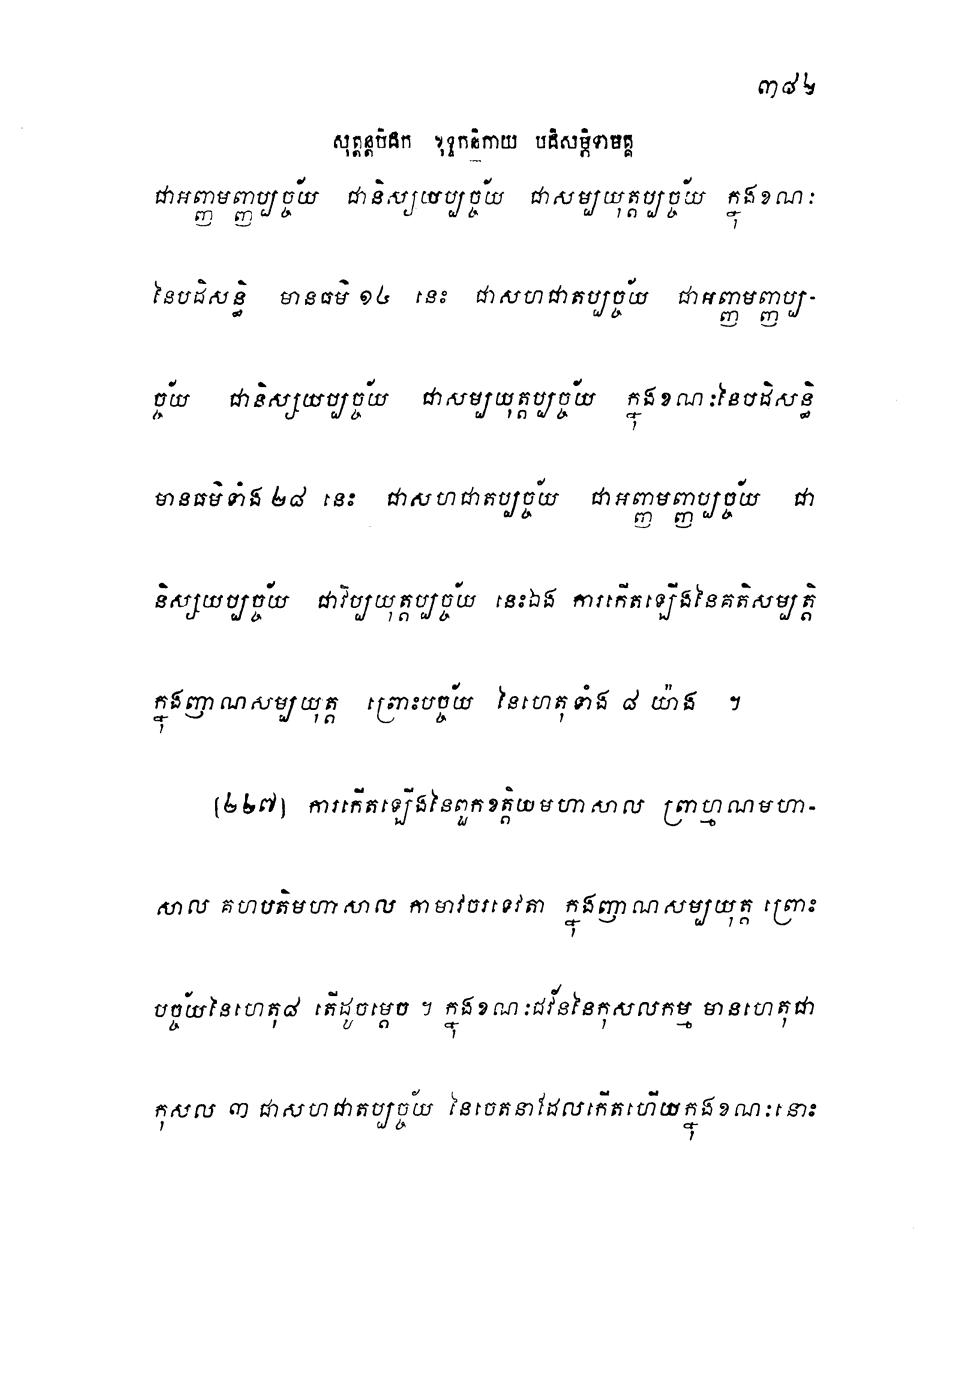 ៣៨៦
សុត្តន្តបិដក ខុទ្ទកនិកាយ បដិសម្ភិទាមគ្គ
ជាអញ្ញមញ្ញប្បច្ច័យ ជានិស្សយប្បច្ច័យ ជាសម្បយុត្តប្បច្ច័យ ក្នុងខណៈ
នៃបដិសន្ធិ មានធម៌ ១៤ នេះ ជាសហជាតប្បច្ច័យ ជាអញ្ញមញ្ញប្ប-
ច្ច័យ ជានិស្សយប្បច្ច័យ ជាសម្បយុត្តប្បច្ច័យ ក្នុងខណៈនៃបដិសន្ធិ
មានធម៌ទាំង ២៨ នេះ ជាសហជាតប្បច្ច័យ ជាអញ្ញមញ្ញប្បច្ច័យ ជា
និស្សយប្បច្ច័យ ជាវិប្បយុត្តប្បច្ច័យ នេះឯង ការកើតឡើងនៃគតិសម្បត្តិ
ក្នុងញាណសម្បយុត្ត ព្រោះបច្ច័យ នៃហេតុទាំង ៨ យ៉ាង ។
(២២៧) ការកើតឡើងនៃពួកខត្តិយមហាសាល ព្រាហ្មណមហា-
សាល គហបតិមហាសាល កាមាវចរទេវតា ក្នុងញាណសម្បយុត្ត ព្រោះ
បច្ច័យនៃហេតុ៨ តើដូចម្តេច ។ ក្នុងខណៈជវ័ននៃកុសលកម្ម មានហេតុជា
កុសល ៣ ជាសហជាតប្បច្ច័យ នៃចេតនាដែលកើតហើយក្នុងខណៈនោះ